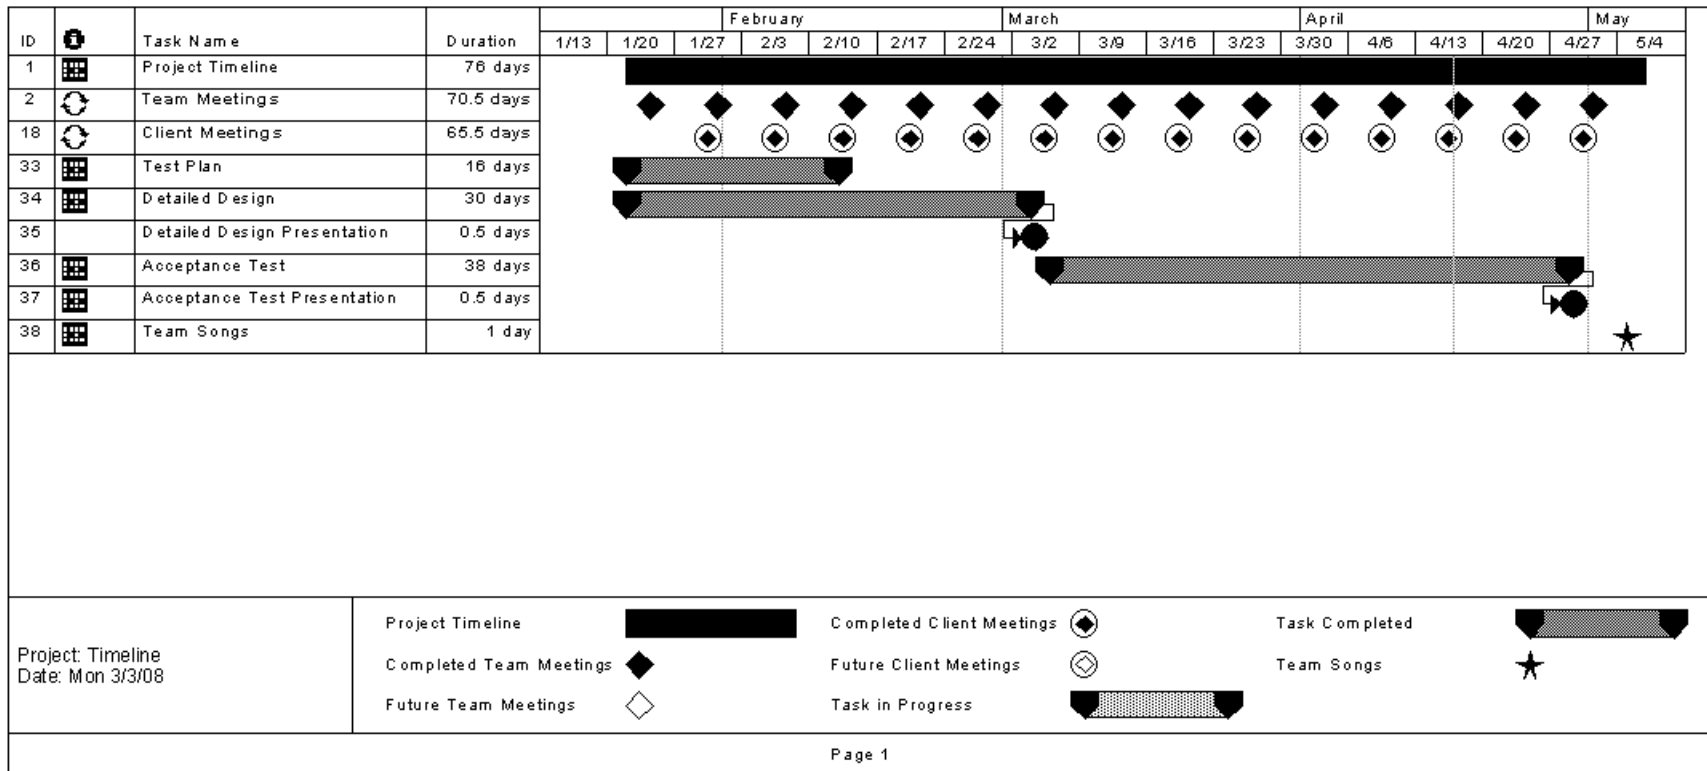 February March April May
ID Task Name Duration 1/13 1/20 1/27 2/3 2/10 2/17 2/24 3/2 3/9 3/16 3/23 3/30 4/6 4/13 4/20 4/27 5/4
1 Project Timeline 76 days
2 Team Meetings 70.5 days
18 Client Meetings 65.5 days
33 Test Plan 16 days
34 Detailed Design 30 days
35 Detailed Design Presentation 0.5 days
36 Acceptance Test 38 days
37 Acceptance Test Presentation 0.5 days
38 Team Songs 1 day
Project: Timeline
Date: Mon 3/3/08
Project Timeline Completed Client Meetings Task Completed
Completed Team Meetings Future Client Meetings Team Songs
Future Team Meetings Task in Progress
Page 1